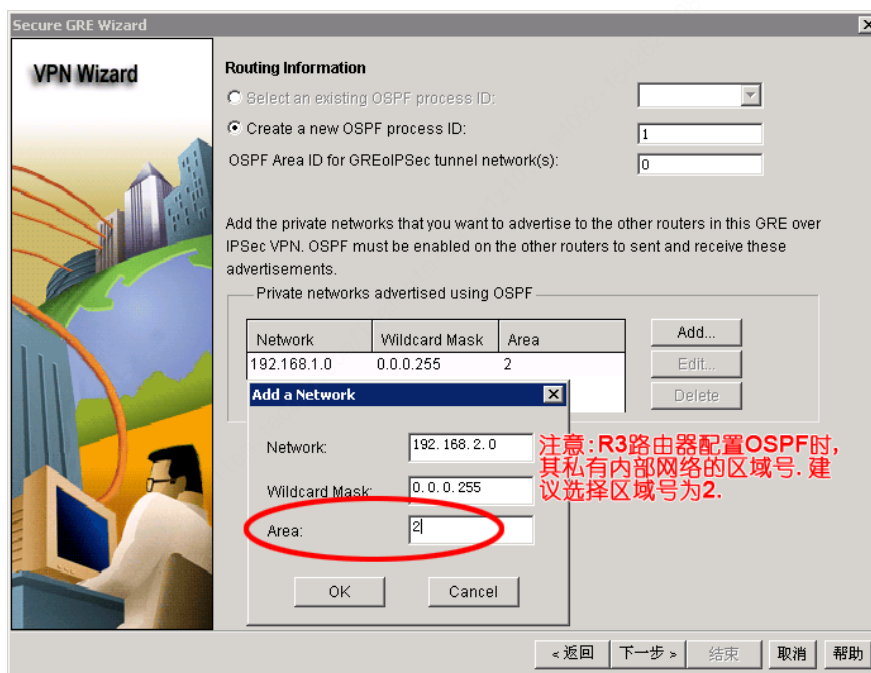 Secure GRE Wizard
VPN Wizard
Routing Information
Select an existing OSPF process ID:
Create a new OSPF process ID:
1
OSPF Area ID for GREoIPSec tunnel network(s):
0
Add the private networks that you want to advertise to the other routers in this GRE over
IPSec VPN. OSPF must be enabled on the other routers to sent and receive these
advertisements.
Private networks advertised using OSPF
Network Wildcard Mask Area
192.168.1.0 0.0.0.255 2
Add...
Edit...
Delete
Add a Network
Network: 192.168.2.0
Wildcard Mask: 0.0.0.255
Area: 2
OK Cancel
注意:R3路由器配置OSPF时,
其私有内部网络的区域号. 建
议选择区域号为2.
<返回 下一步> 结束 取消 帮助